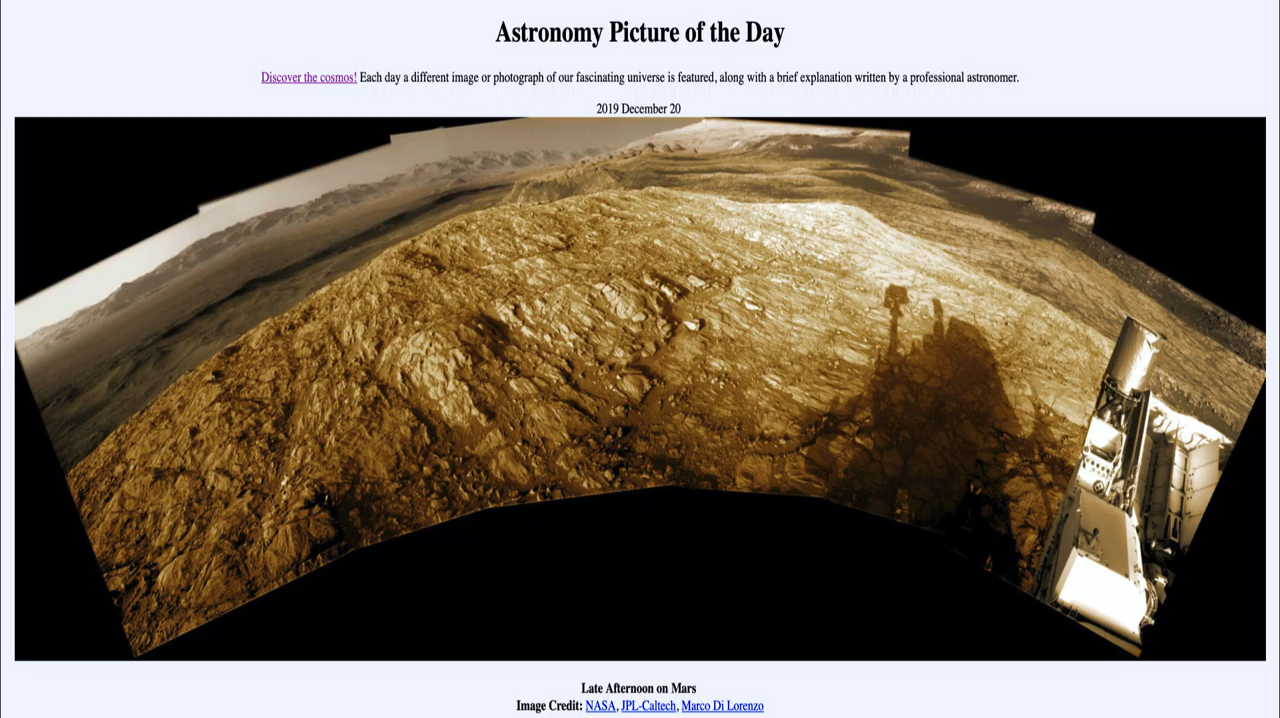 Astronomy Picture of the Day
Discover the cosmos! Each day a different image or photograph of our fascinating universe is featured, along with a brief explanation written by a professional astronomer.
2019 December 20
Late Afternoon on Mars
Image Credit: NASA, JPL-Caltech, Marco Di Lorenzo